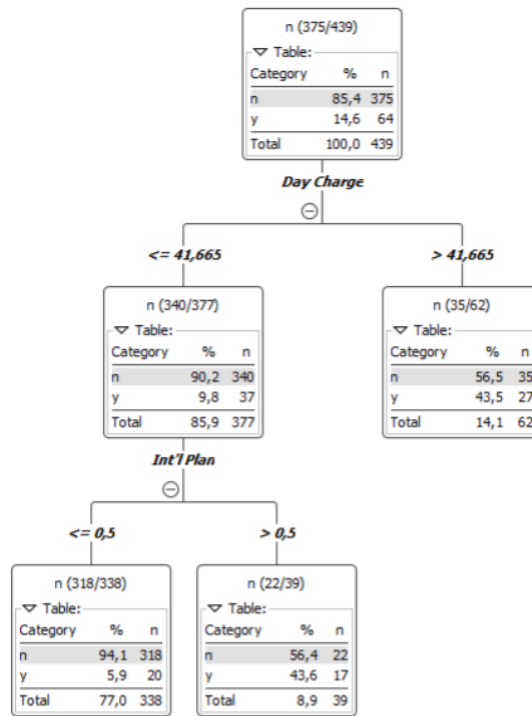 n (375/439)
Table:
Category % n
n 85,4 375
y 14,6 64
Total 100,0 439
Day Charge
<= 41,665
> 41,665
n (340/377)
Table:
Category % n
n 90,2 340
y 9,8 37
Total 85,9 377
n (35/62)
Table:
Category % n
n 56,5 35
y 43,5 27
Total 14,1 62
Int'l Plan
<= 0,5
> 0,5
n (318/338)
Table:
Category % n
n 94,1 318
y 5,9 20
Total 77,0 338
n (22/39)
Table:
Category % n
n 56,4 22
y 43,6 17
Total 8,9 39